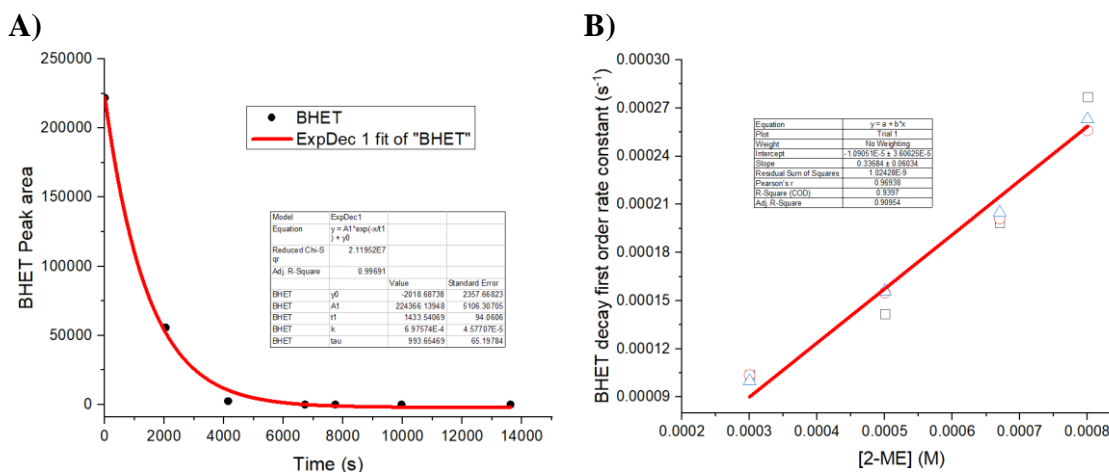 A)
BHET Peak area
250000
200000
150000
100000
50000
0
BHET
ExpDec 1 fit of "BHET"
Model ExpDec1
Equation y = A1*exp(-x/t1) + y0
Reduced Chi-Sqr 2.11952E7
Adj. R-Square 0.99691
Value Standard Error
BHET y0 -2018.68738 2357.66823
BHET A1 224366.13948 5106.30705
BHET t1 1433.54069 94.0606
BHET k 6.97574E-4 4.57707E-5
BHET tau 993.65469 65.19784
0 2000 4000 6000 8000 10000 12000 14000
Time (s)
B)
BHET decay first order rate constant (s-1)
0.00030
0.00027
0.00024
0.00021
0.00018
0.00015
0.00012
0.00009
Equation y = a + b*x
Plot Trial 1
Weight No Weighting
Intercept -1.09051E-5 ± 3.60625E-5
Slope 0.33684 ± 0.06034
Residual Sum of Squares 1.02428E-9
Pearson's r 0.96938
R-Square (COD) 0.9397
Adj. R-Square 0.90954
0.0002 0.0003 0.0004 0.0005 0.0006 0.0007 0.0008
[2-ME] (M)